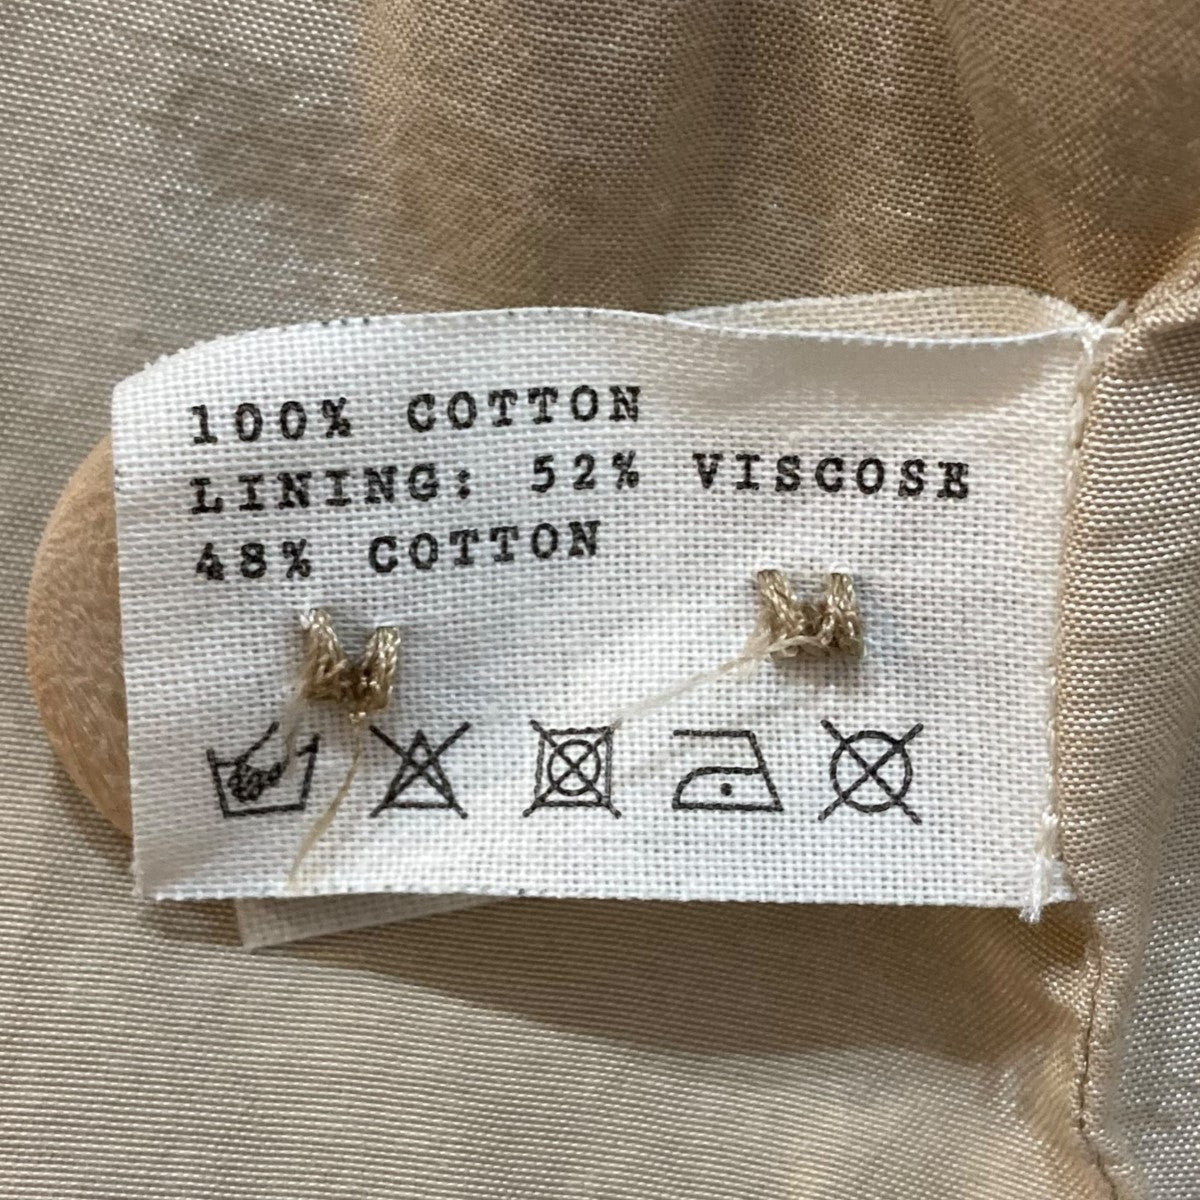 100% COTTON
LINING: 52% VISCOSE
48% COTTON